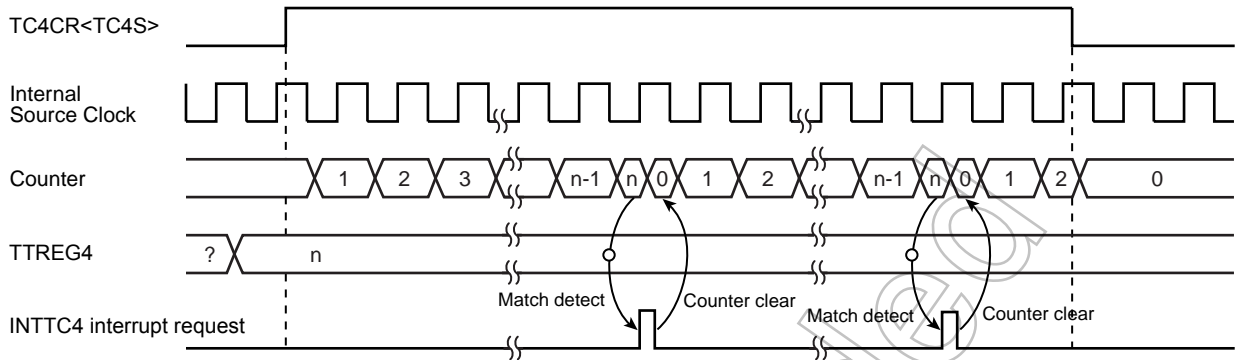 TC4CR<TC4S>
Internal
Source Clock
Counter
1 2 3 n-1 n 0 1 2 n-1 n 0 1 2 0
TTREG4
? n
Match detect Counter clear Match detect Counter clear
INTTC4 interrupt request